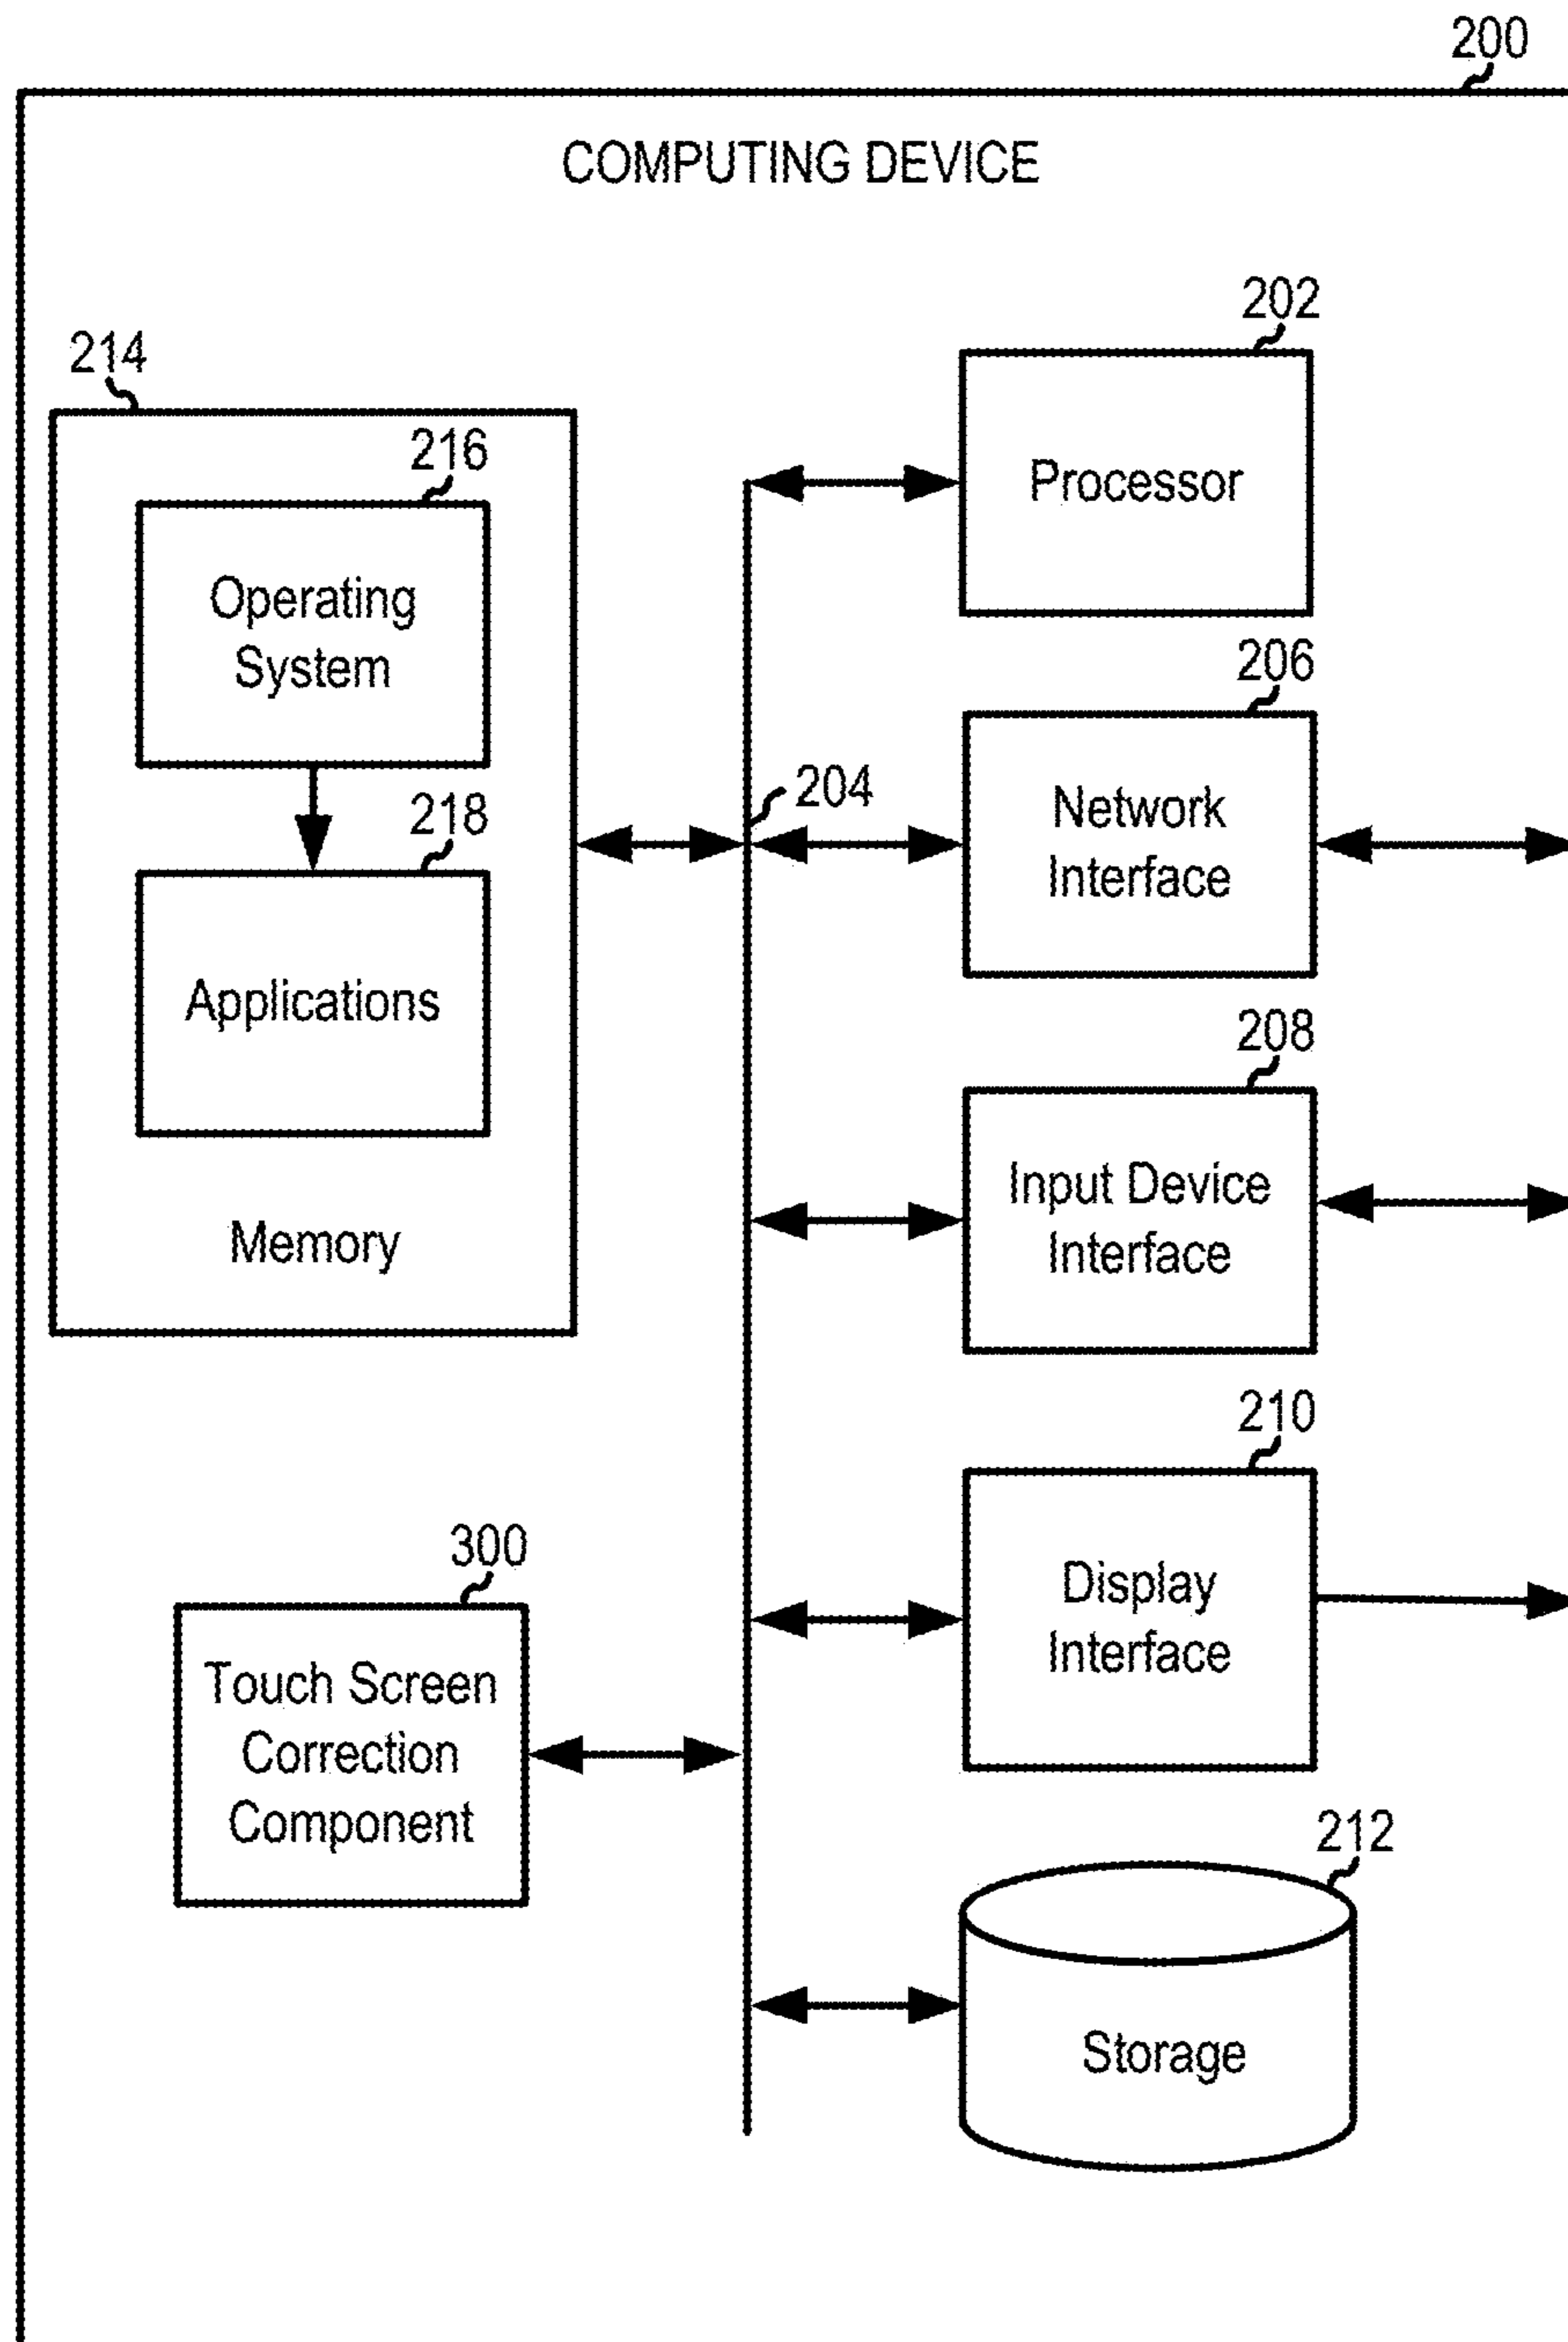 200
COMPUTING DEVICE
214
216
Operating
System
218
Applications
Memory
204
202
Processor
206
Network
Interface
208
Input Device
Interface
210
Display
Interface
300
Touch Screen
Correction
Component
212
Storage